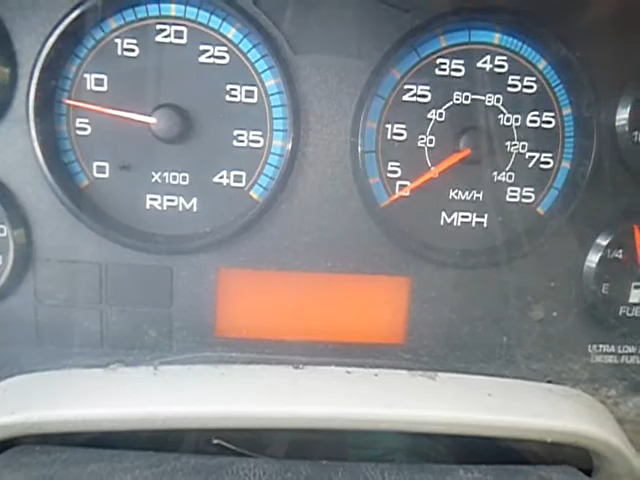 0 5 10 15 20 25 30 35 40
X100
RPM
0 5 15 25 35 45 55 65 75 85
20 40 60 80 100 120 140
KM/H
MPH
1/4
E
FUE
ULTRA LOW
DIESEL FUEL